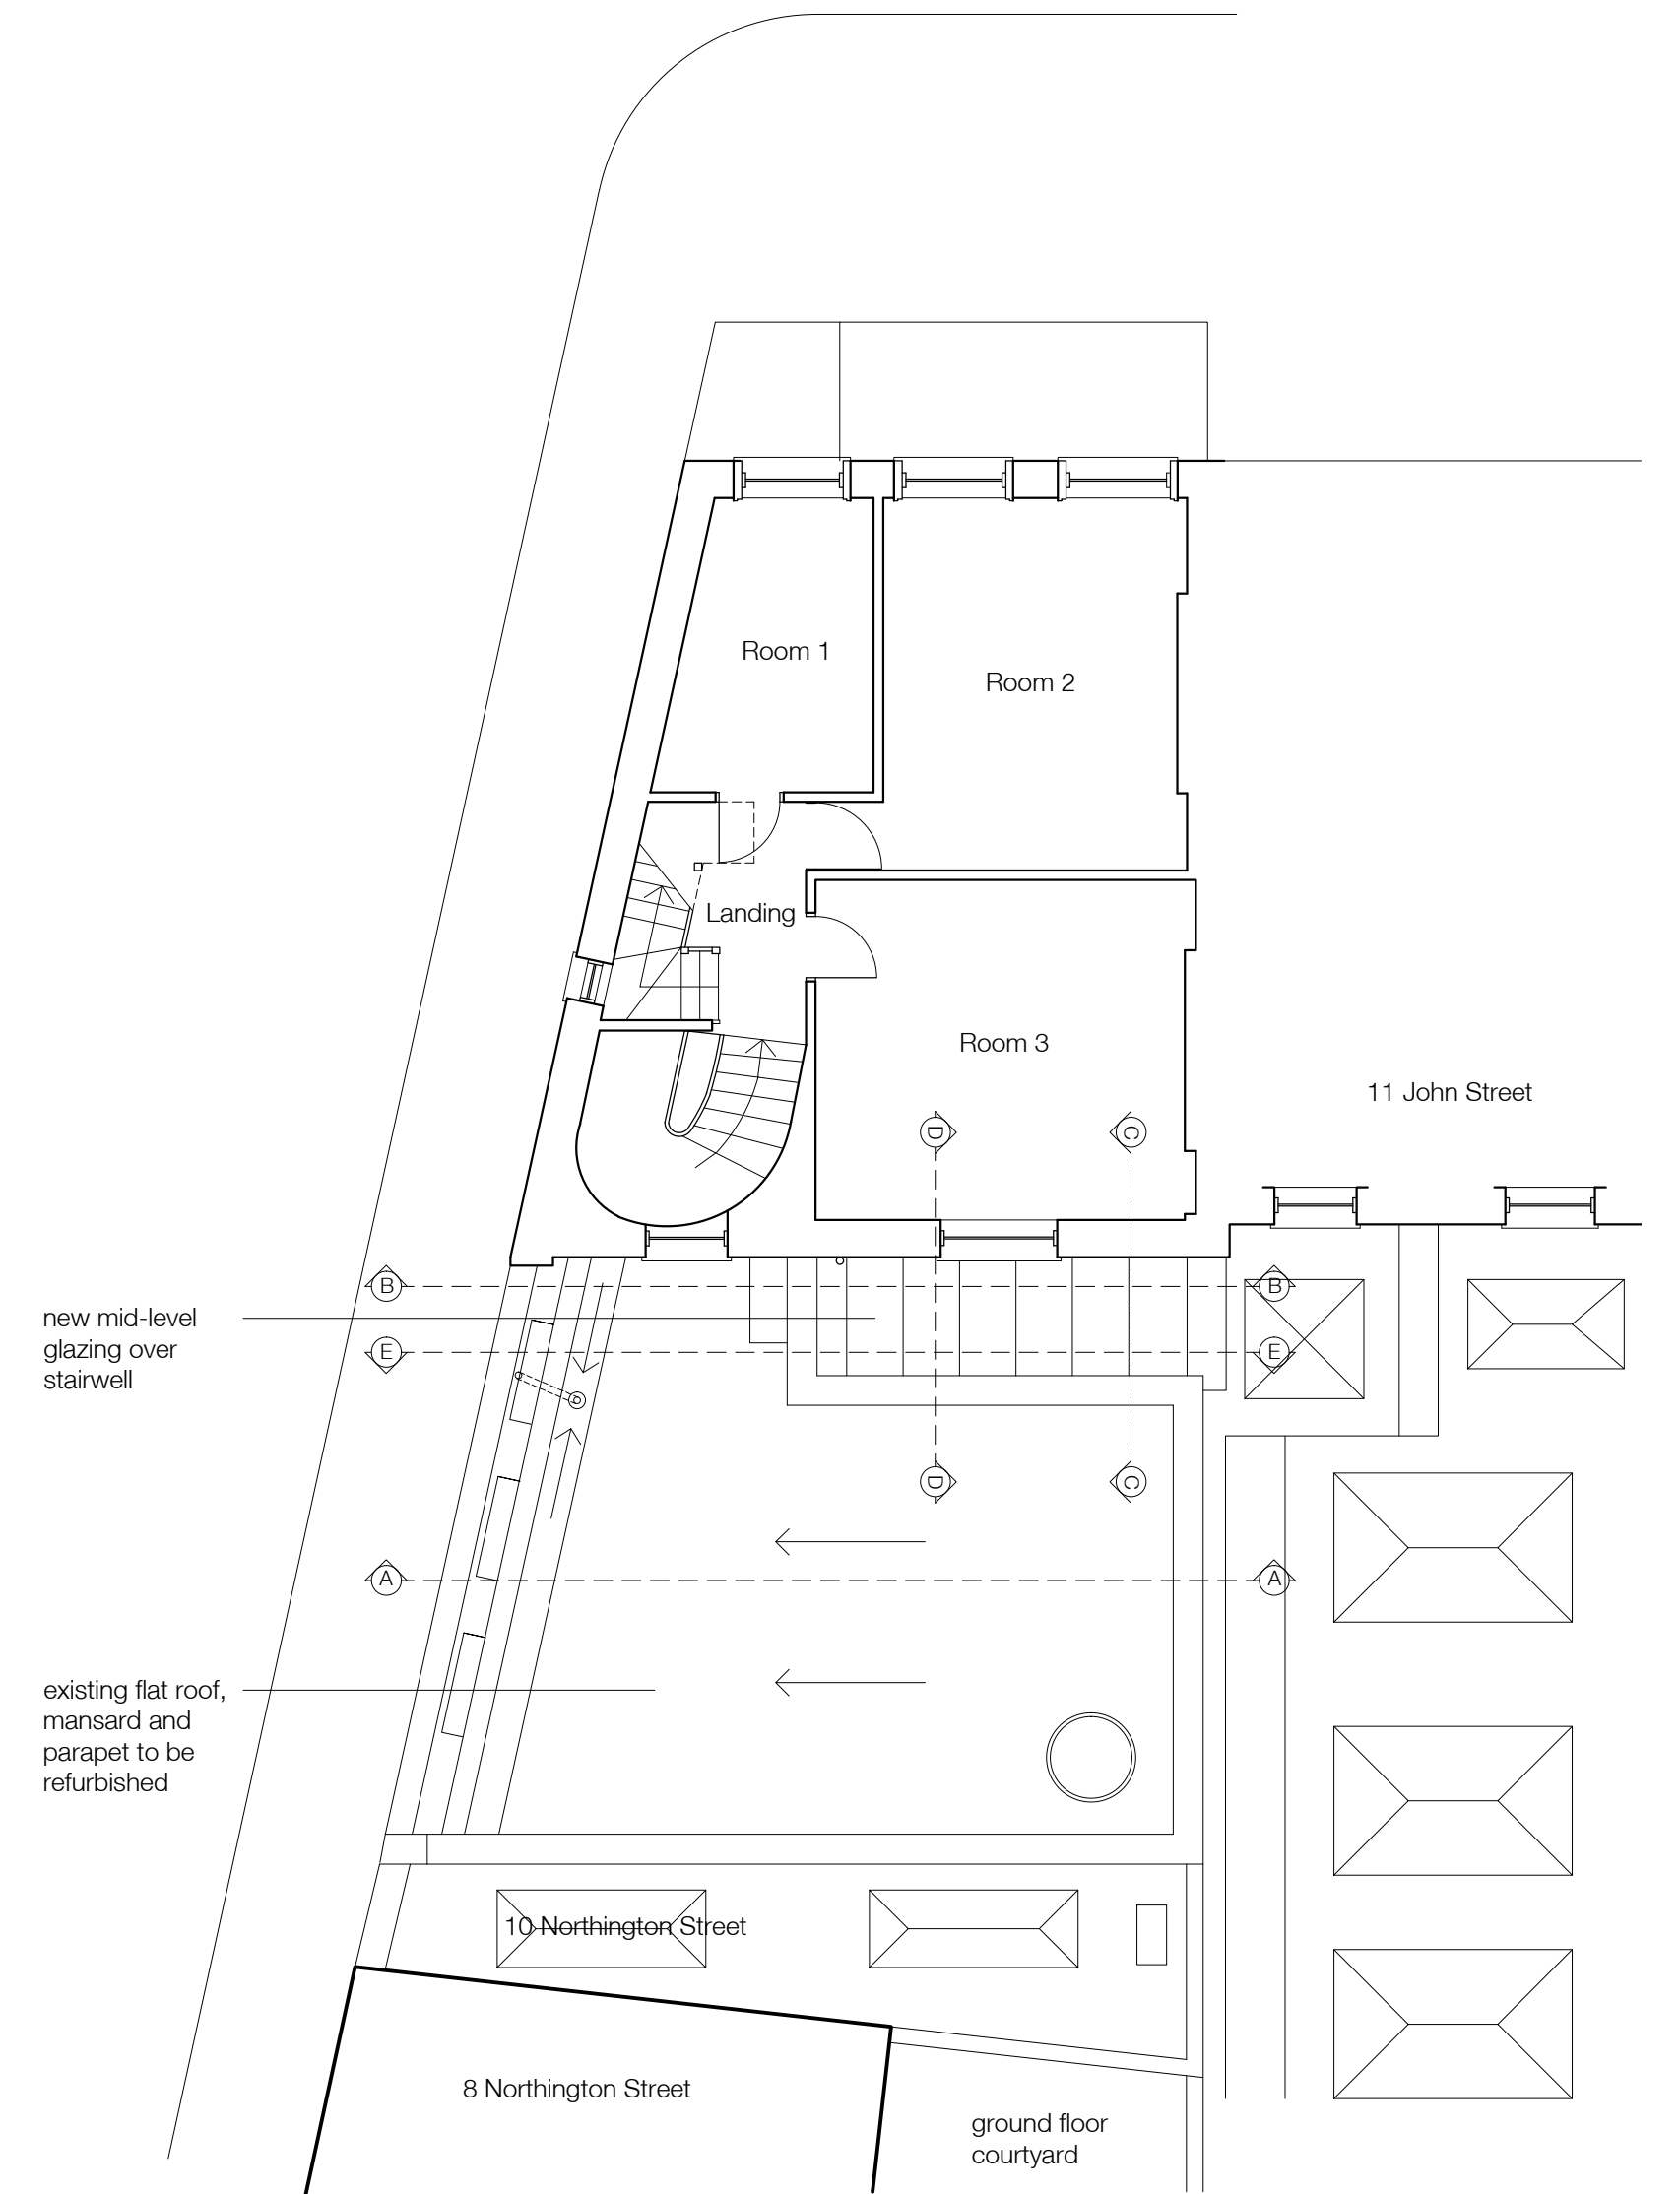 Room 1
Room 2
Landing
Room 3
11 John Street
D
C
B
B
new mid-level
glazing over
stairwell
E
E
D
C
A
A
existing flat roof,
mansard and
parapet to be
refurbished
10 Northington Street
8 Northington Street
ground floor
courtyard